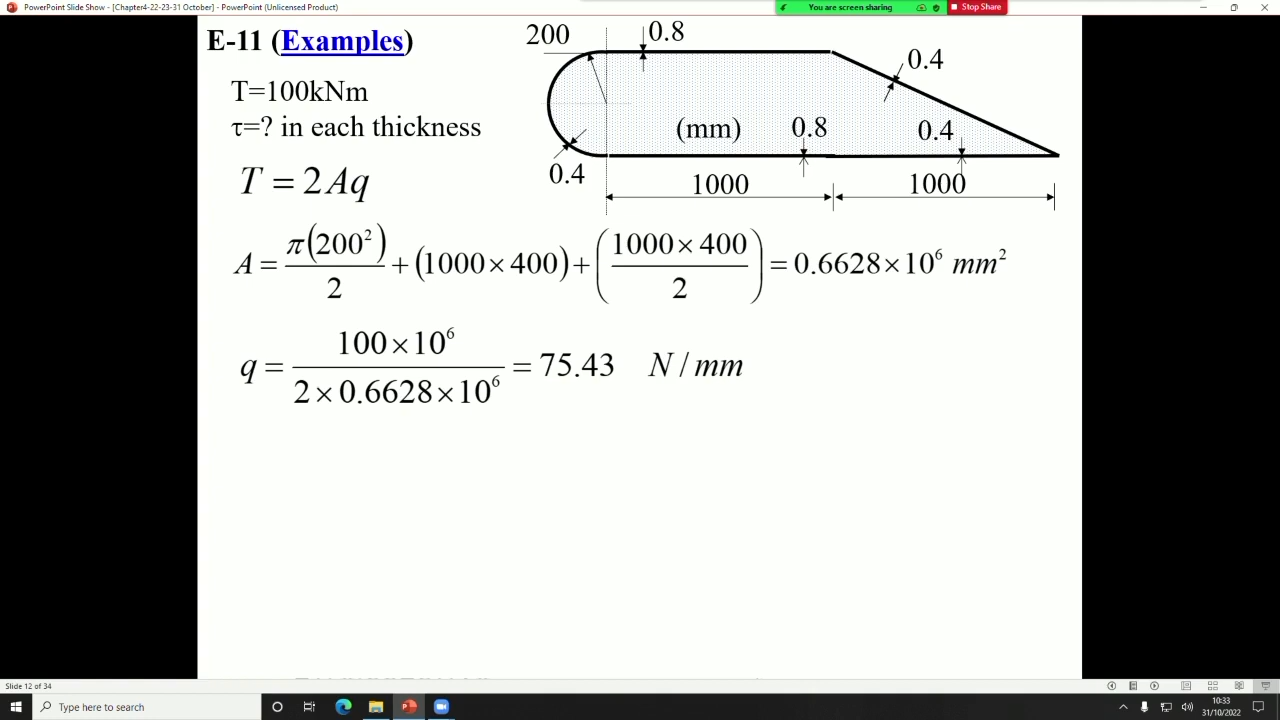 PowerPoint Slide Show - [Chapter4-22-23-31 October] - PowerPoint (Unlicensed Product)
You are screen sharing
Stop Share
E-11 (Examples)
T=100kNm
τ=? in each thickness
200
0.8
0.4
(mm)
0.8
0.4
0.4
1000
1000
T = 2Aq
A = π(200²)/2 + (1000×400) + (1000×400/2) = 0.6628×10⁶ mm²
q = 100×10⁶/2×0.6628×10⁶ = 75.43 N/mm
Slide 12 of 34
Type here to search
10:33
31/10/2022